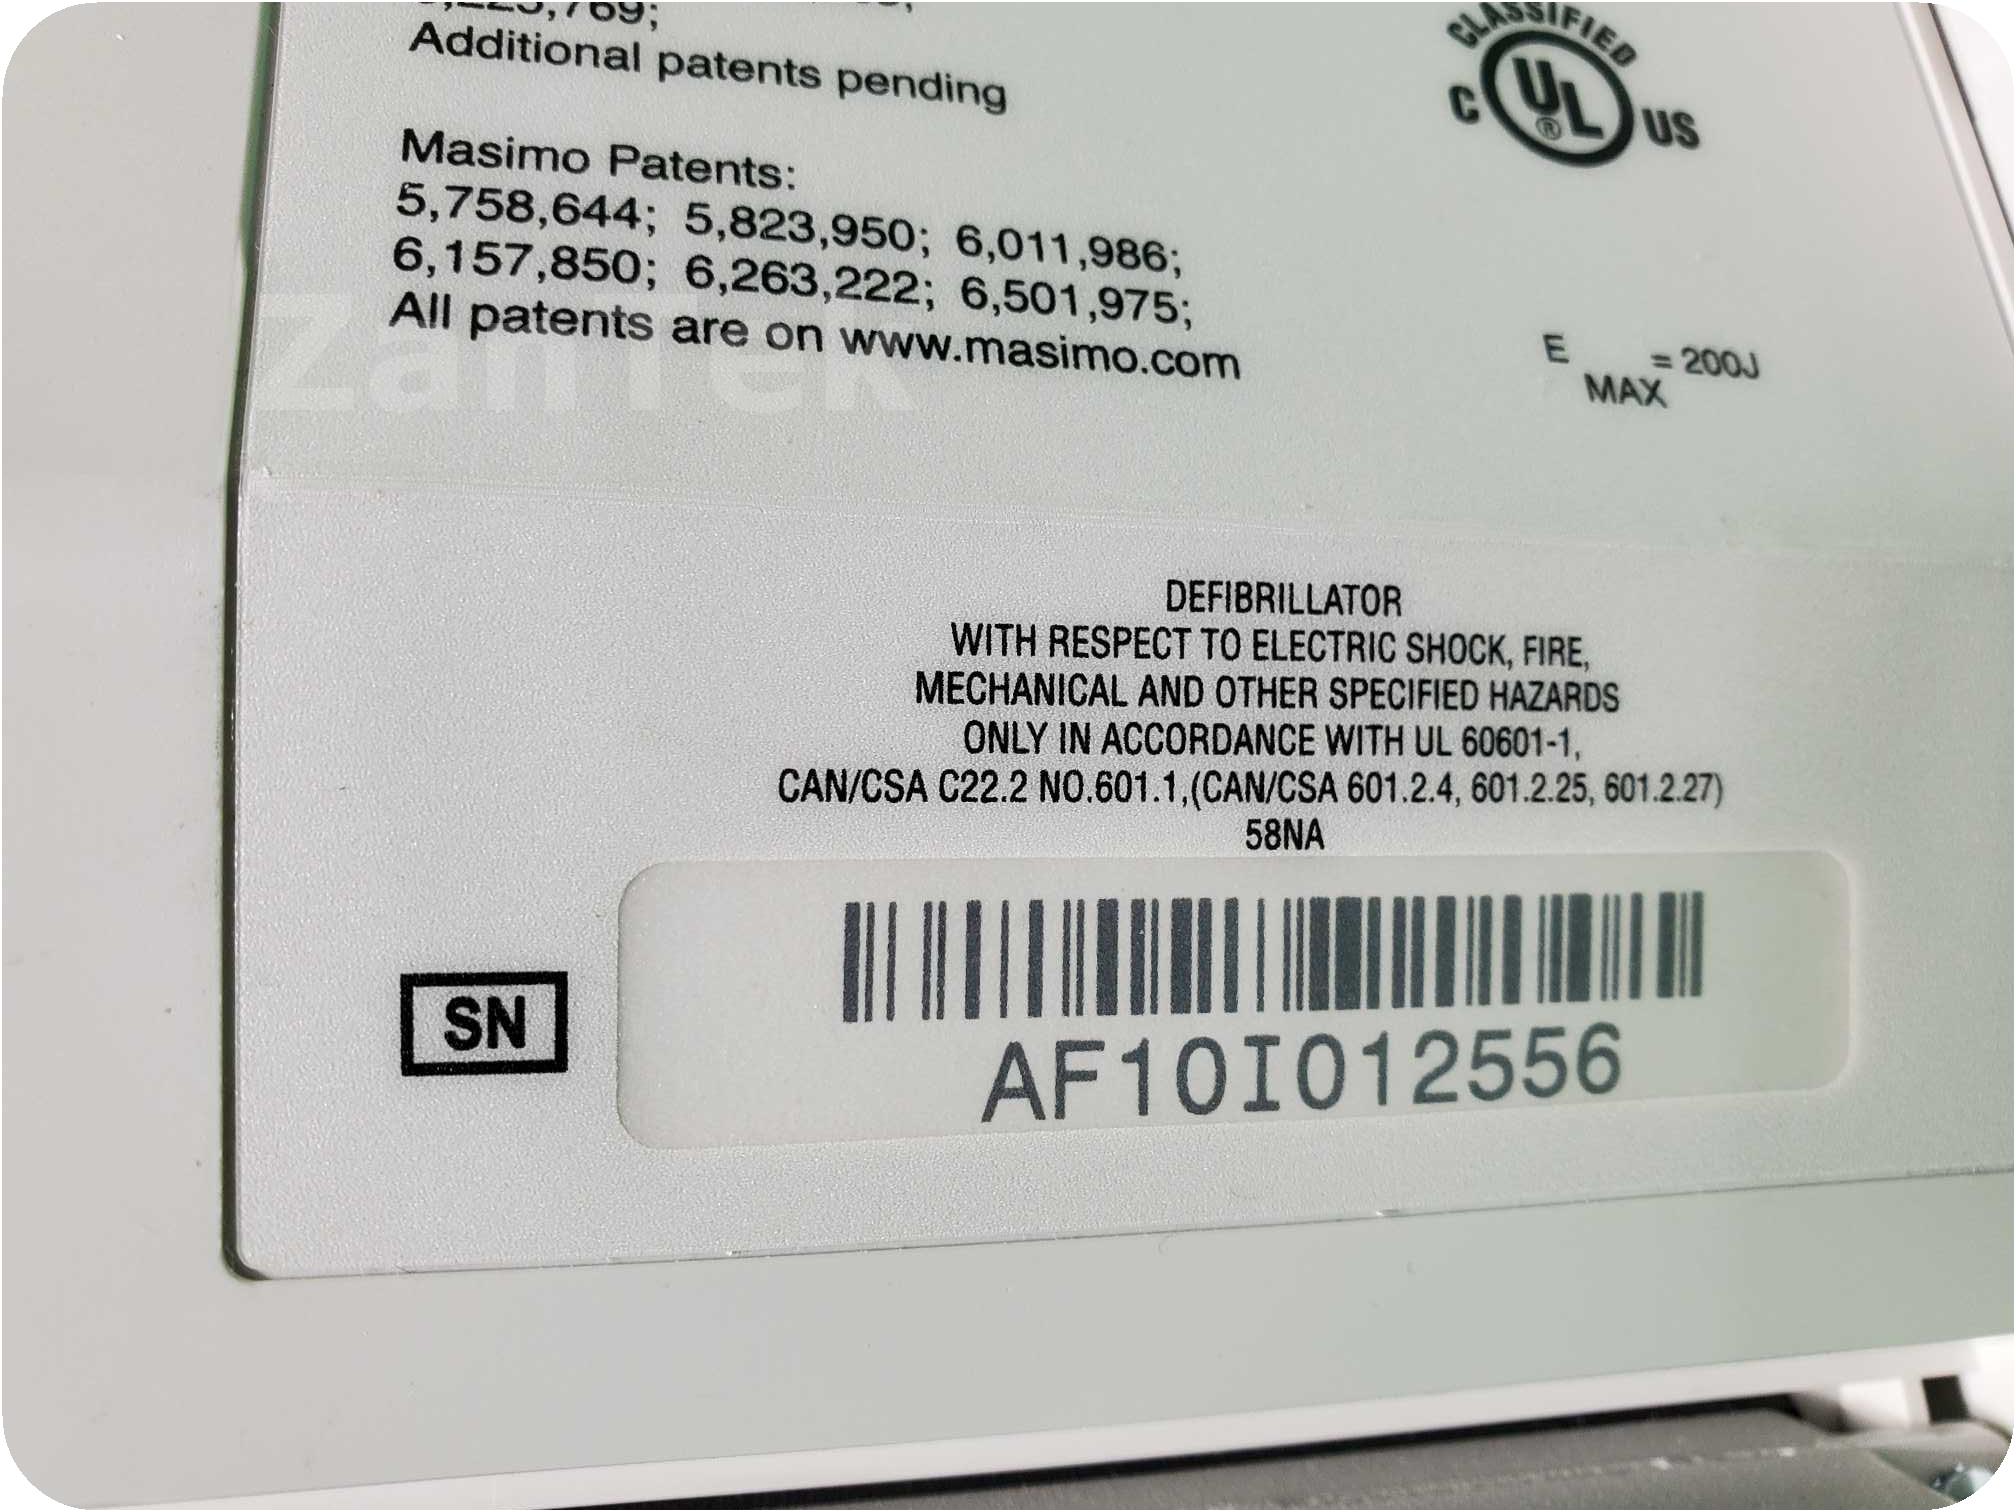 Additional patents pending
Masimo Patents:
5,758,644; 5,823,950; 6,011,986;
6,157,850; 6,263,222; 6,501,975;
All patents are on www.masimo.com
ZanTek
CLASSIFIED
C UL ® US
E MAX = 200J
DEFIBRILLATOR
WITH RESPECT TO ELECTRIC SHOCK, FIRE,
MECHANICAL AND OTHER SPECIFIED HAZARDS
ONLY IN ACCORDANCE WITH UL 60601-1,
CAN/CSA C22.2 NO.601.1,(CAN/CSA 601.2.4, 601.2.25, 601.2.27)
58NA
SN
AF10I012556